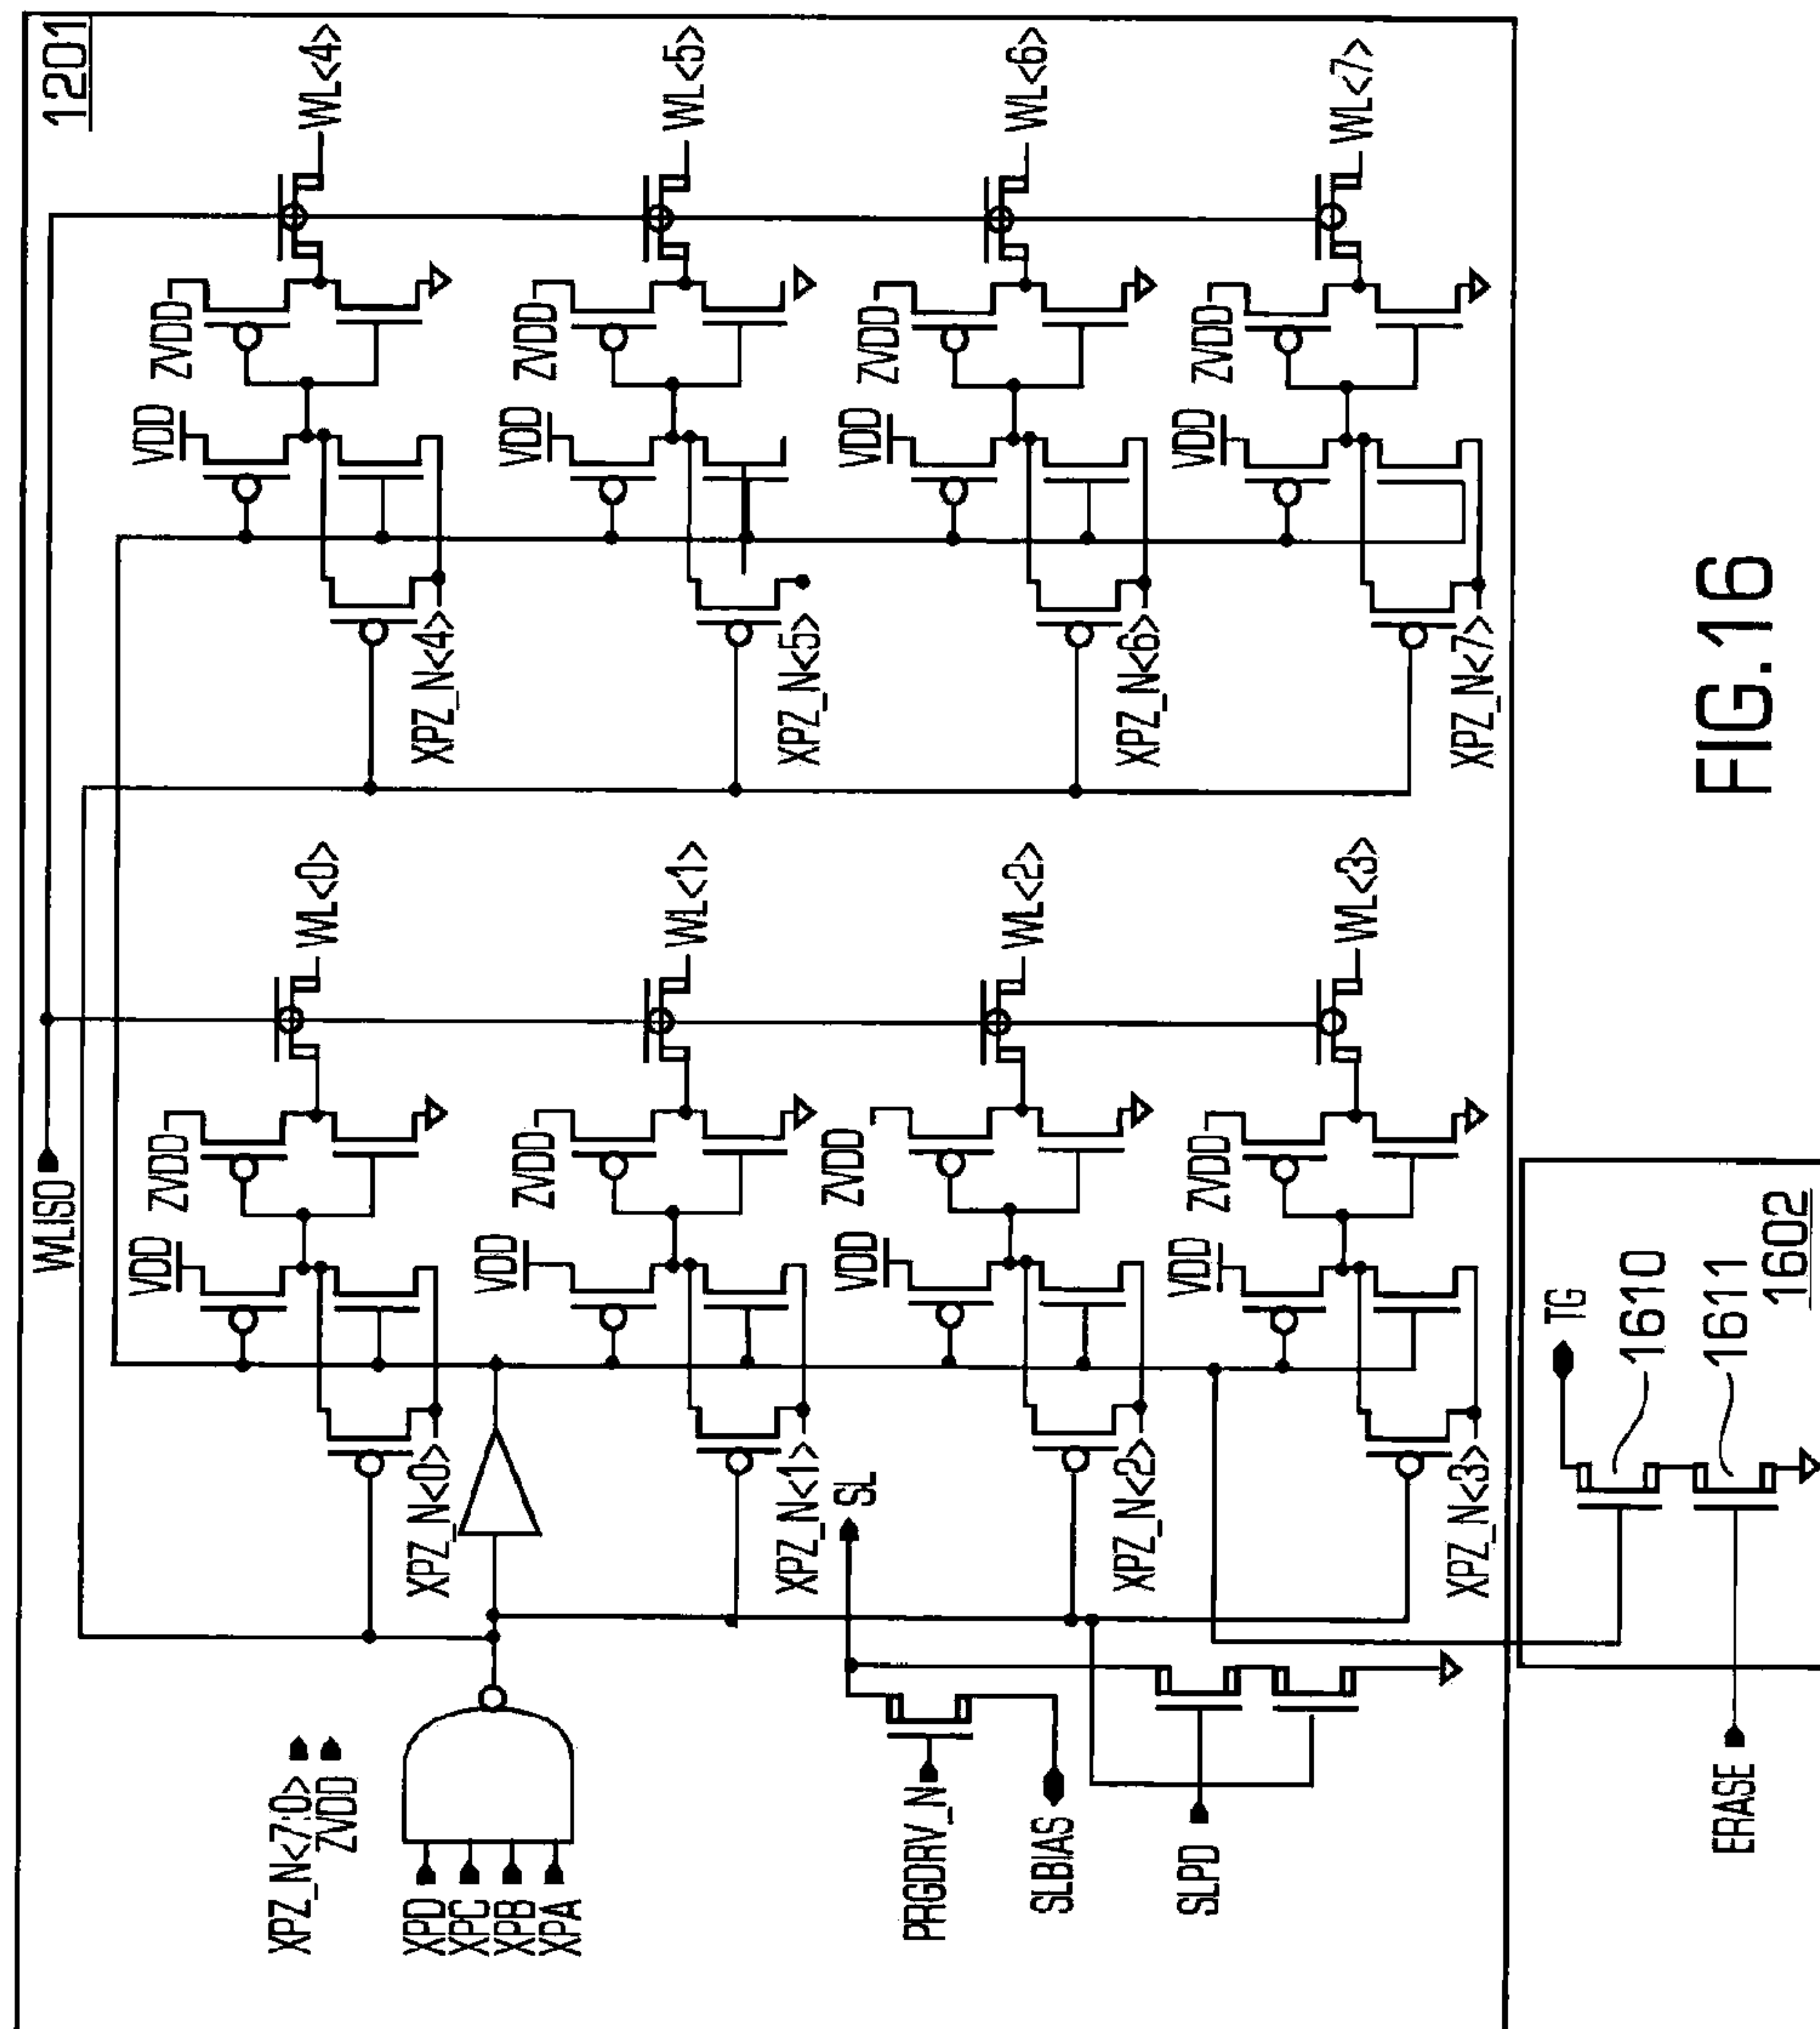 1201
WLISO
XPZ_N<7:0>
ZVDD
XPD
XPC
XPB
XPA
VDD
ZVDD
WL<0>
XPZ_N<0>
VDD
ZVDD
WL<4>
XPZ_N<4>
VDD
ZVDD
WL<1>
XPZ_N<1>
VDD
ZVDD
WL<5>
XPZ_N<5>
PRGDRV_N
SL
SLBIAS
VDD
ZVDD
WL<2>
XPZ_N<2>
VDD
ZVDD
WL<6>
XPZ_N<6>
SLPD
VDD
ZVDD
WL<3>
XPZ_N<3>
VDD
ZVDD
WL<7>
XPZ_N<7>
TG
1610
1611
ERASE
1602
FIG.16